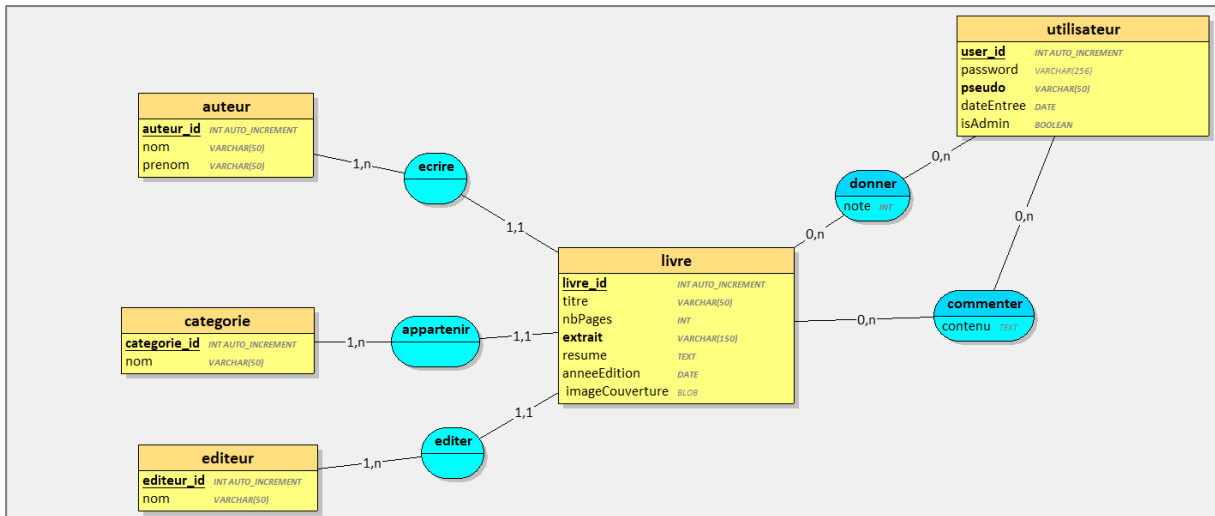 utilisateur
user_id INT AUTO_INCREMENT
password VARCHAR(256)
pseudo VARCHAR(50)
dateEntree DATE
isAdmin BOOLEAN
auteur
auteur_id INT AUTO_INCREMENT
nom VARCHAR(50)
prenom VARCHAR(50)
1,n
ecrire
1,1
0,n
donner
note INT
0,n
0,n
livre
livre_id INT AUTO_INCREMENT
titre VARCHAR(50)
nbPages INT
extrait VARCHAR(150)
resume TEXT
anneeEdition DATE
imageCouverture BLOB
commenter
contenu TEXT
0,n
categorie
categorie_id INT AUTO_INCREMENT
nom VARCHAR(50)
1,n
appartenir
1,1
editeur
editeur_id INT AUTO_INCREMENT
nom VARCHAR(50)
1,n
editer
1,1